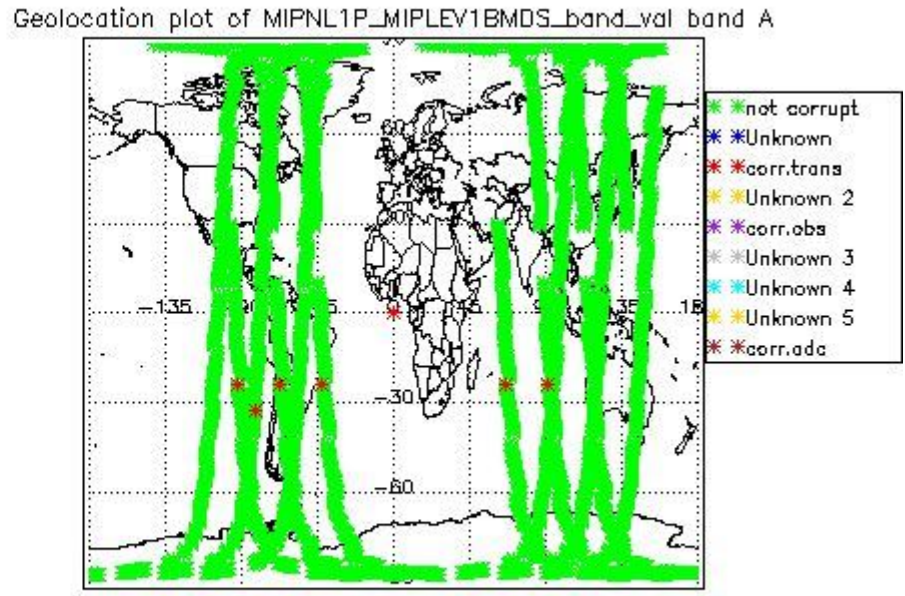 Geolocation plot of MIPNL1P_MIPLEV1BMDS_band_val band A
not corrupt
Unknown
corr.trans
Unknown 2
corr.obs
Unknown 3
Unknown 4
Unknown 5
corr.adc
-135
-30
-60